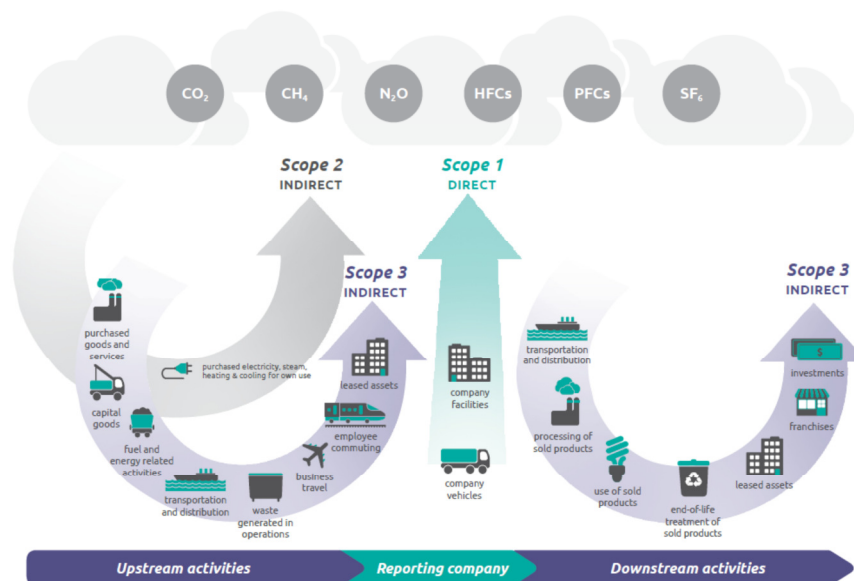 CO₂
CH₄
N₂O
HFCs
PFCs
SF₆
Scope 2
INDIRECT
Scope 1
DIRECT
Scope 3
INDIRECT
Scope 3
INDIRECT
purchased
goods and
services
capital
goods
fuel and
energy related
activities
transportation
and distribution
waste
generated in
operations
business
travel
employee
commuting
leased assets
purchased electricity, steam,
heating & cooling for own use
company
facilities
company
vehicles
transportation
and distribution
processing of
sold products
use of sold
products
end-of-life
treatment of
sold products
leased assets
franchises
investments
$
Upstream activities
Reporting company
Downstream activities